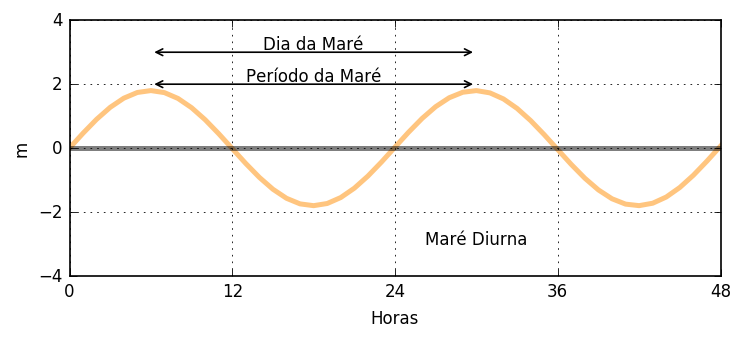 4
Dia da Maré
2
Período da Maré
m
0
−2
Maré Diurna
−4
0 12 24 36 48
Horas